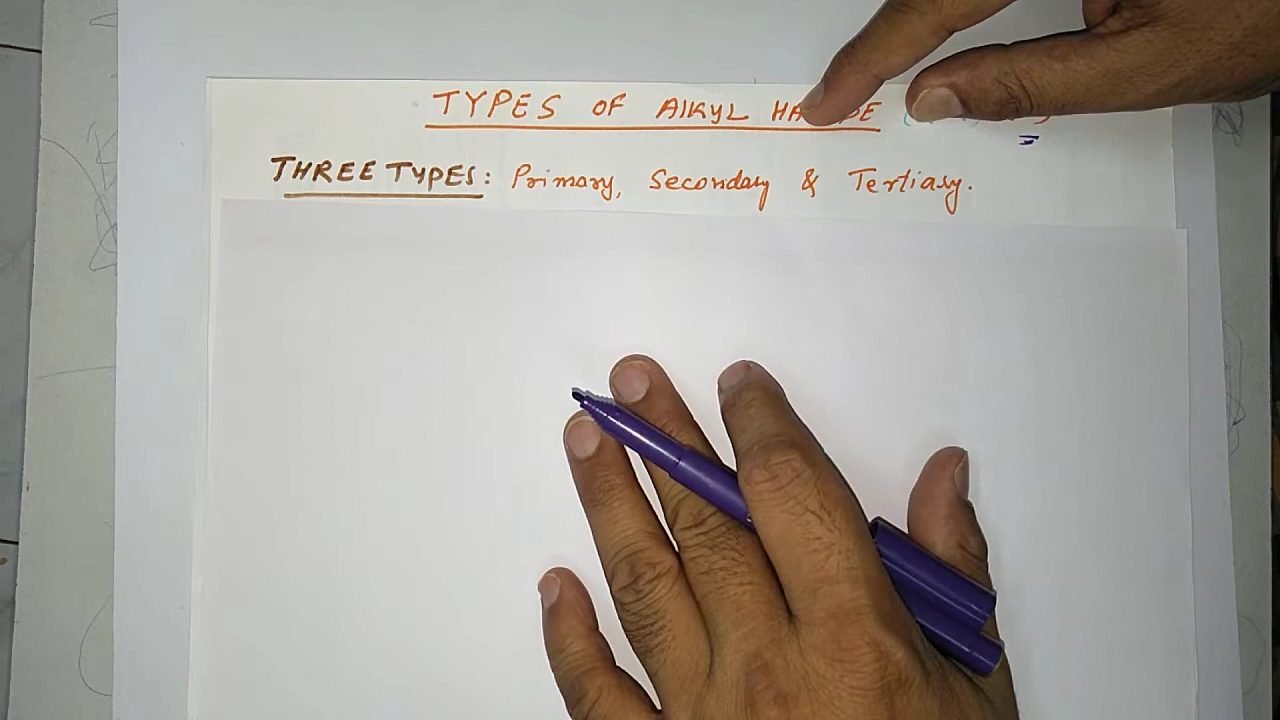 TYPES OF AlKYL
THREE TYPES: Primary, Secondary & Tertiary.